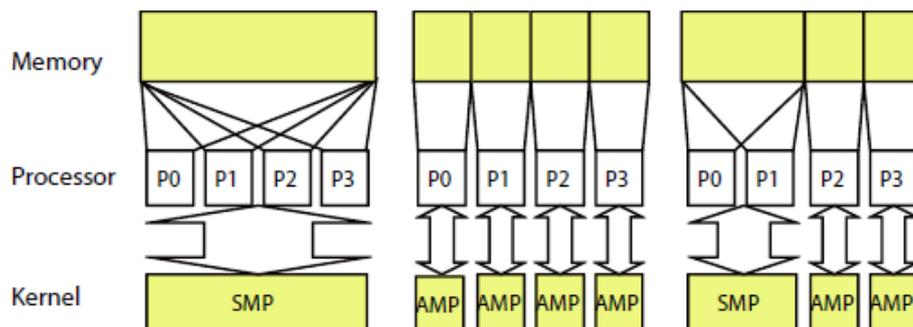 Memory
Processor P0 P1 P2 P3 P0 P1 P2 P3 P0 P1 P2 P3
Kernel SMP AMP AMP AMP AMP SMP AMP AMP